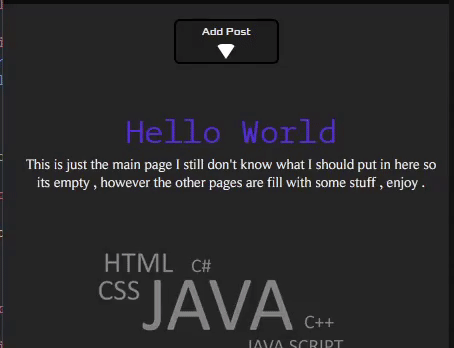 Add Post
Hello World
This is just the main page I still don't know what I should put in here so
its empty , however the other pages are fill with some stuff , enjoy .
HTML C#
CSS JAVA C++
JAVA SCRIPT